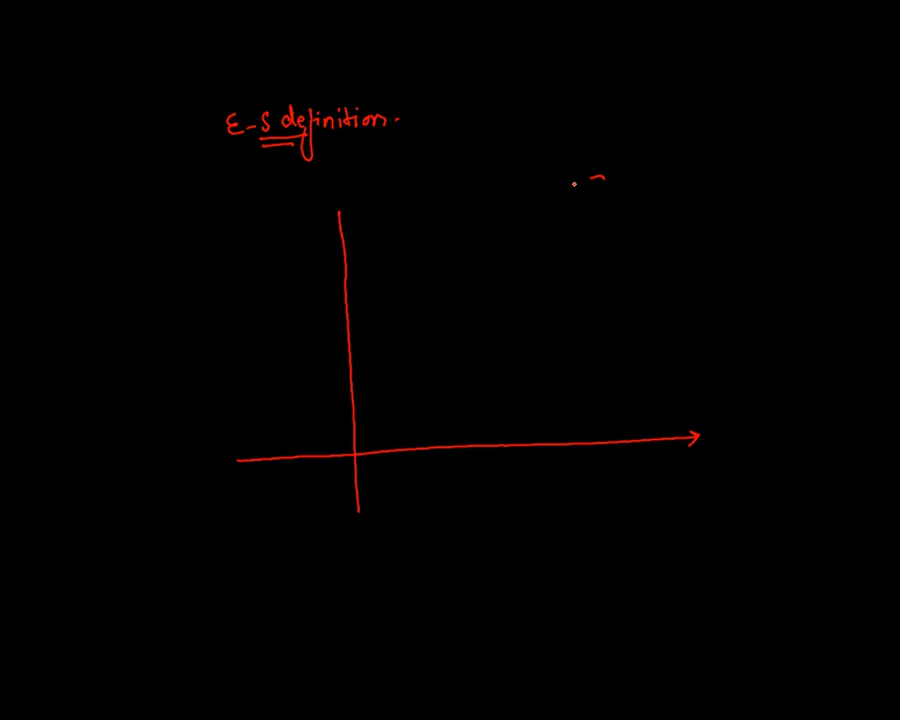 ε-δ definition.